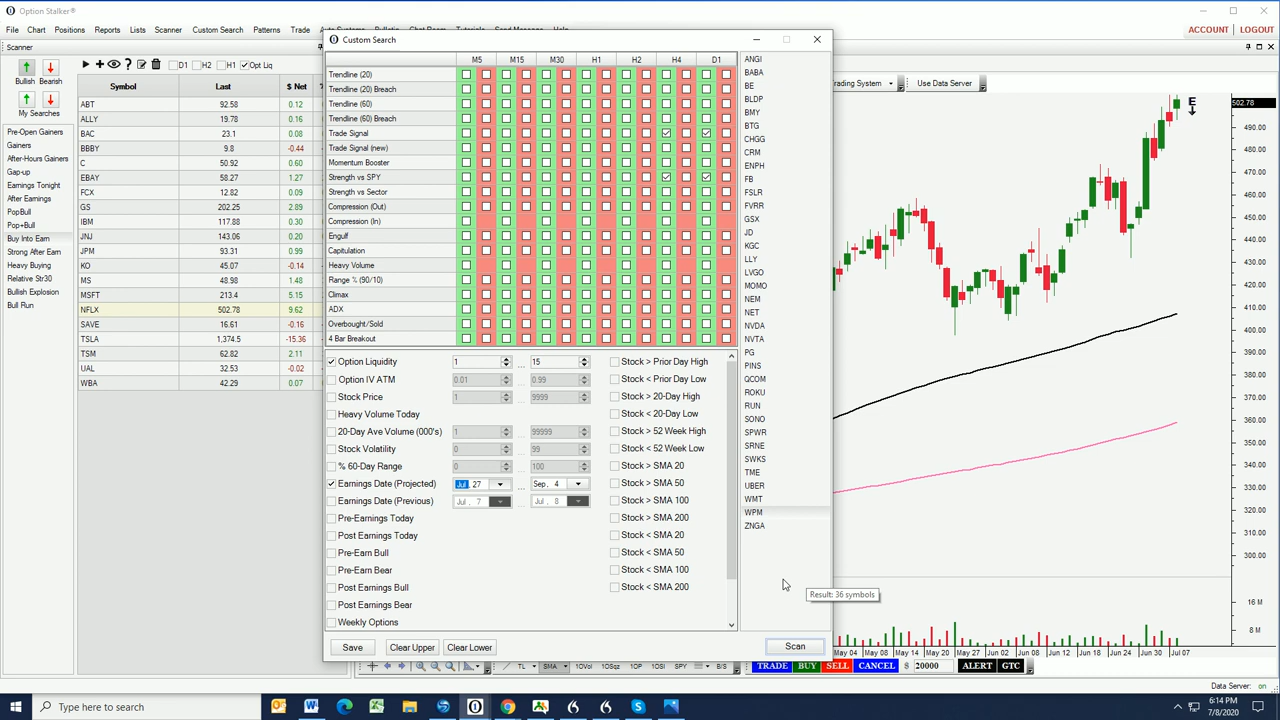 Option Stalker®
File Chart Positions Reports Lists Scanner Custom Search Patterns Trade
ACCOUNT LOGOUT
Scanner
Custom Search
Bullish Bearish
My Searches
D1 H2 H1 Opt Liq
Symbol Last $ Net
ABT 92.58 0.12
ALLY 19.78 0.16
BAC 23.1 0.08
BBBY 9.8 -0.44
C 50.92 0.60
EBAY 58.27 1.27
FCX 12.82 0.09
GS 202.25 2.89
IBM 117.88 0.30
JNJ 143.06 0.20
JPM 93.31 0.99
KO 45.07 -0.14
MS 48.98 1.48
MSFT 213.4 5.15
NFLX 502.78 9.62
SAVE 16.61 -0.16
TSLA 1,374.5 -15.36
TSM 62.82 2.11
UAL 32.53 -0.02
WBA 42.29 0.07
Pre-Open Gainers
Gainers
After-Hours Gainers
Gap-up
Earnings Tonight
After Earnings
PopBull
Pop+Bull
Buy Into Earn
Strong After Earn
Heavy Buying
Relative Str30
Bullish Explosion
Bull Run
M5 M15 M30 H1 H2 H4 D1
Trendline (20)
Trendline (20) Breach
Trendline (60)
Trendline (60) Breach
Trade Signal
Trade Signal (new)
Momentum Booster
Strength vs SPY
Strength vs Sector
Compression (Out)
Compression (In)
Engulf
Capitulation
Heavy Volume
Range % (90/10)
Climax
ADX
Overbought/Sold
4 Bar Breakout
Option Liquidity 1 ... 15
Option IV ATM 0.01 ... 0.99
Stock Price 1 ... 9999
Heavy Volume Today
20-Day Ave Volume (000's) 1 ... 99999
Stock Volatility 0 ... 99
% 60-Day Range 0 ... 100
Earnings Date (Projected) Jul. 27 ... Sep. 4
Earnings Date (Previous) Jul . 7 ... Jul . 8
Pre-Earnings Today
Post Earnings Today
Pre-Earn Bull
Pre-Earn Bear
Post Earnings Bull
Post Earnings Bear
Weekly Options
Stock > Prior Day High
Stock < Prior Day Low
Stock > 20-Day High
Stock < 20-Day Low
Stock > 52 Week High
Stock < 52 Week Low
Stock > SMA 20
Stock > SMA 50
Stock > SMA 100
Stock > SMA 200
Stock < SMA 20
Stock < SMA 50
Stock < SMA 100
Stock < SMA 200
Save Clear Upper Clear Lower Scan
ANGI
BABA
BE
BLDP
BMY
BTG
CHGG
CRM
ENPH
FB
FSLR
FVRR
GSX
JD
KGC
LLY
LVGO
MOMO
NEM
NET
NVDA
NVTA
PG
PINS
QCOM
ROKU
RUN
SONO
SPWR
SRNE
SWKS
TME
UBER
WMT
WPM
ZNGA
Result: 36 symbols
rading System Use Data Server
E
502.78
490.00
480.00
470.00
460.00
450.00
440.00
430.00
420.00
410.00
400.00
390.00
380.00
370.00
360.00
350.00
340.00
330.00
320.00
310.00
300.00
16 M
8 M
May 04 May 08 May 14 May 20 May 27 Jun 02 Jun 08 Jun 12 Jun 18 Jun 24 Jun 30 Jul 07
TL SMA 1OVol 1OSqz 1OP 1OSI SPY B/S TRADE BUY SELL CANCEL $ 20000 ALERT GTC
Data Server: on
Type here to search
6:14 PM
7/8/2020